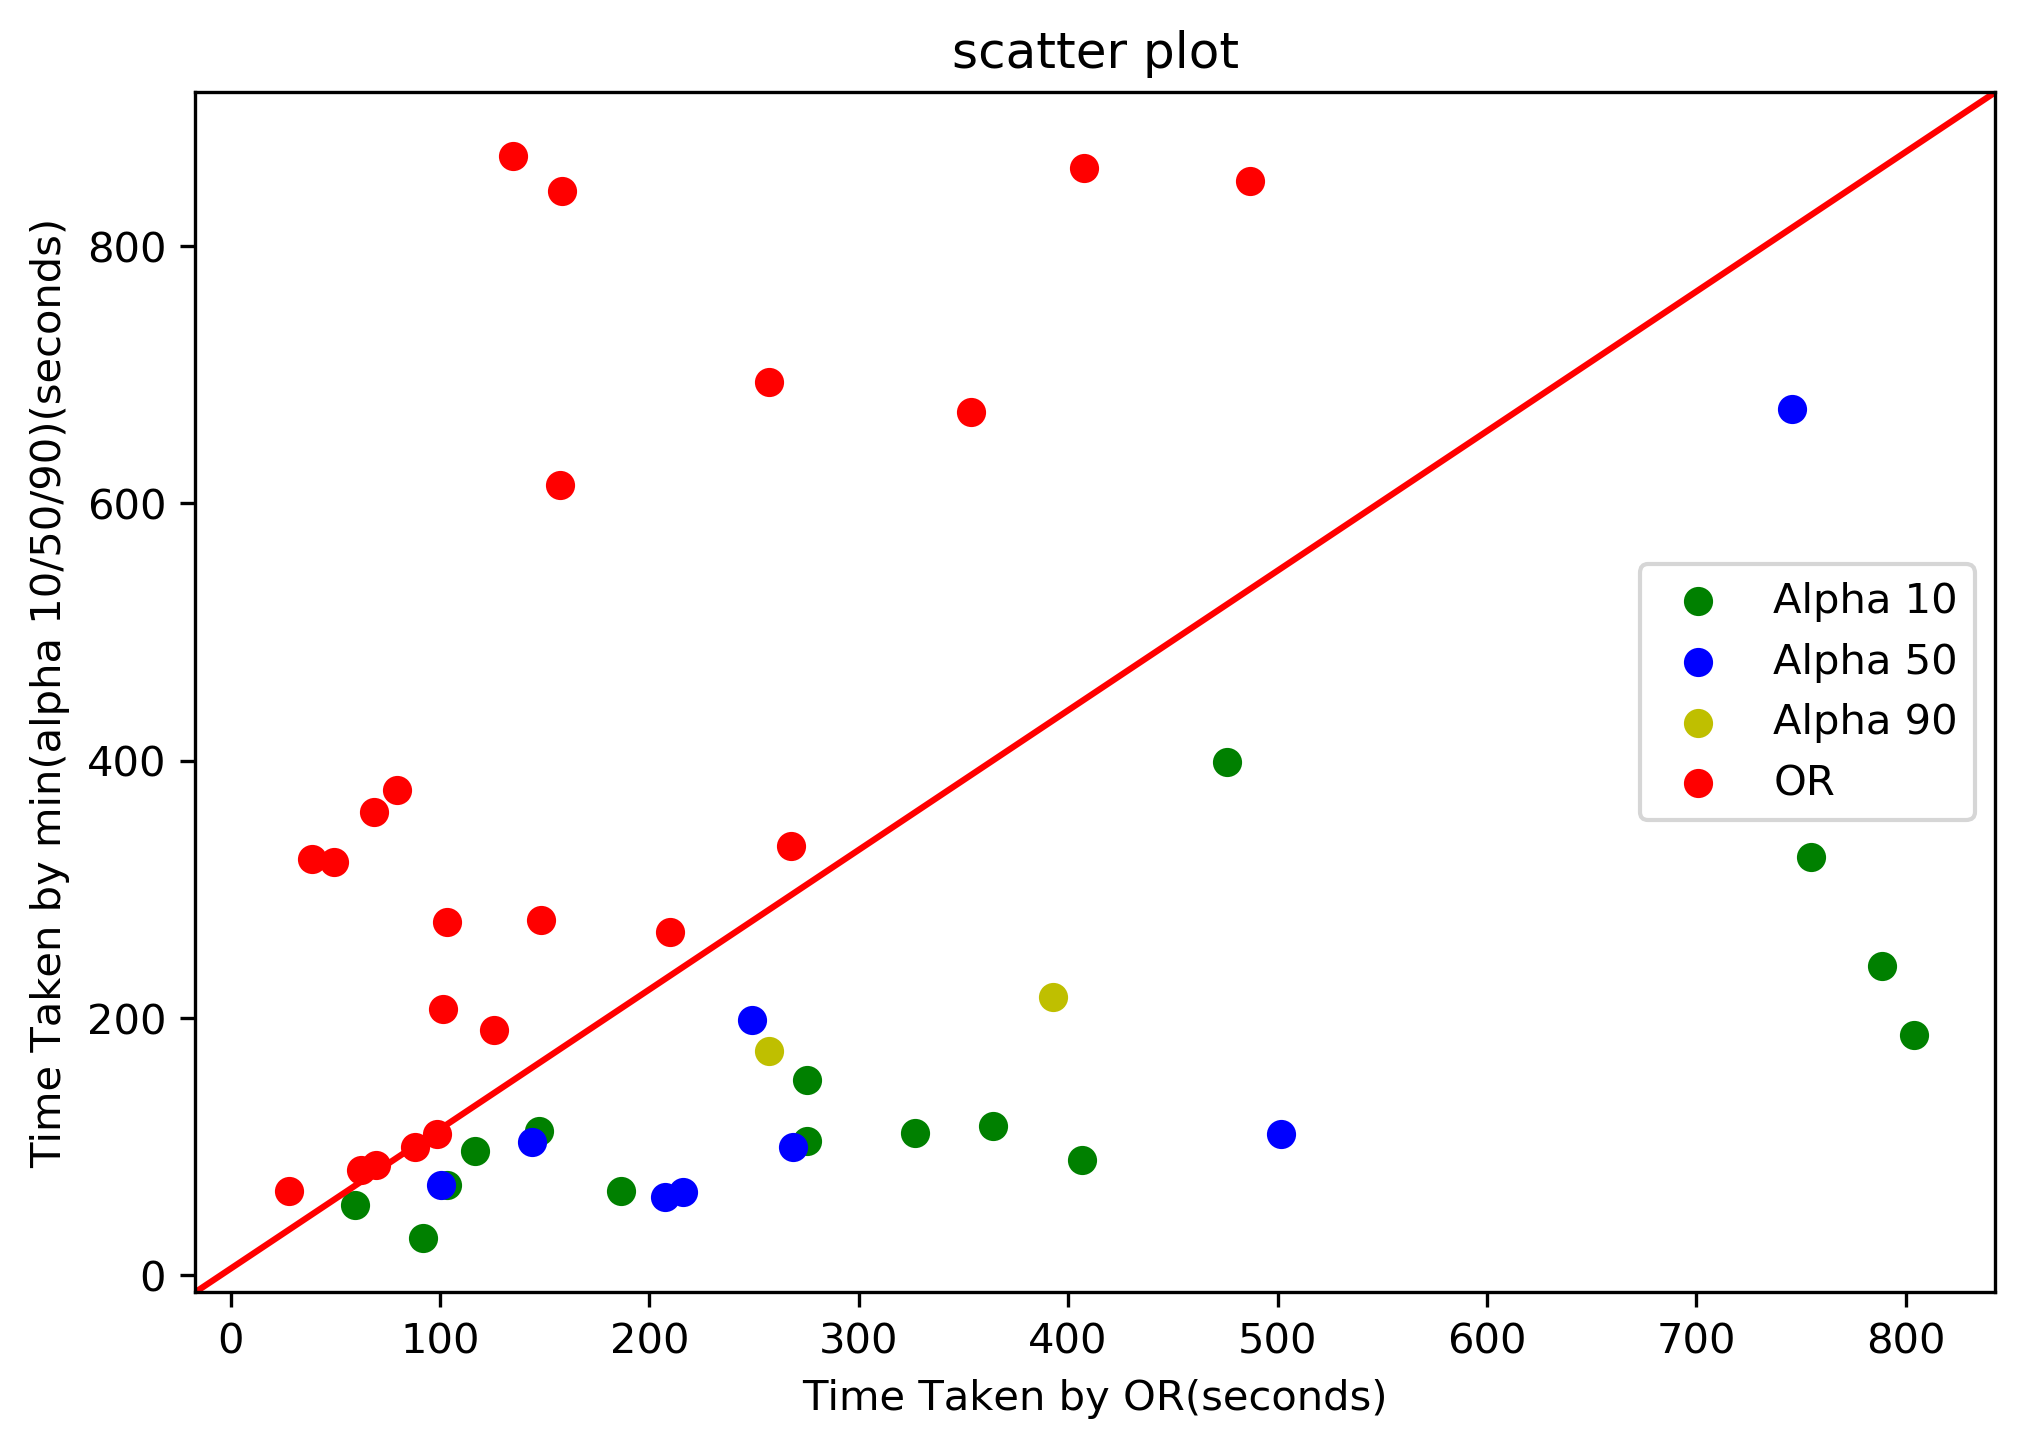 scatter plot
Time Taken by min(alpha 10/50/90)(seconds)
800
600
400
200
0
Alpha 10
Alpha 50
Alpha 90
OR
0 100 200 300 400 500 600 700 800
Time Taken by OR(seconds)